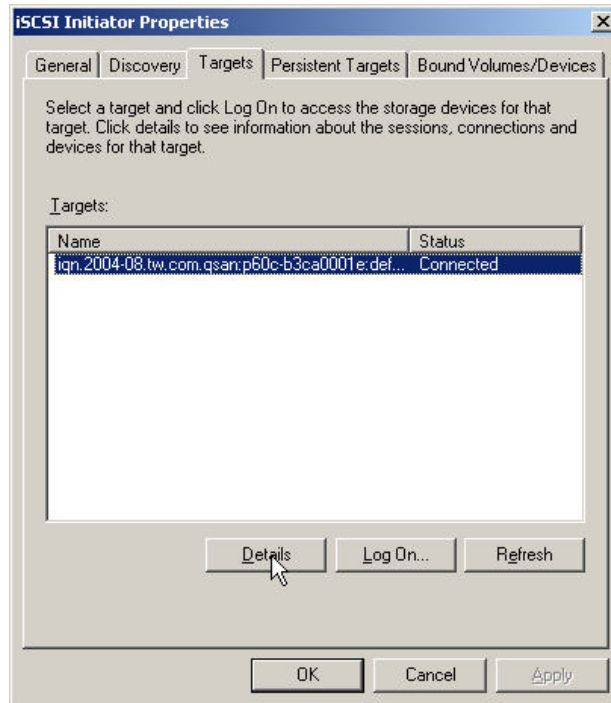 iSCSI Initiator Properties
General Discovery Targets Persistent Targets Bound Volumes/Devices
Select a target and click Log On to access the storage devices for that
target. Click details to see information about the sessions, connections and
devices for that target.
Targets:
Name Status
iqn.2004-08.tw.com.qsan:p60c-b3ca0001e:def... Connected
Details Log On... Refresh
OK Cancel Apply